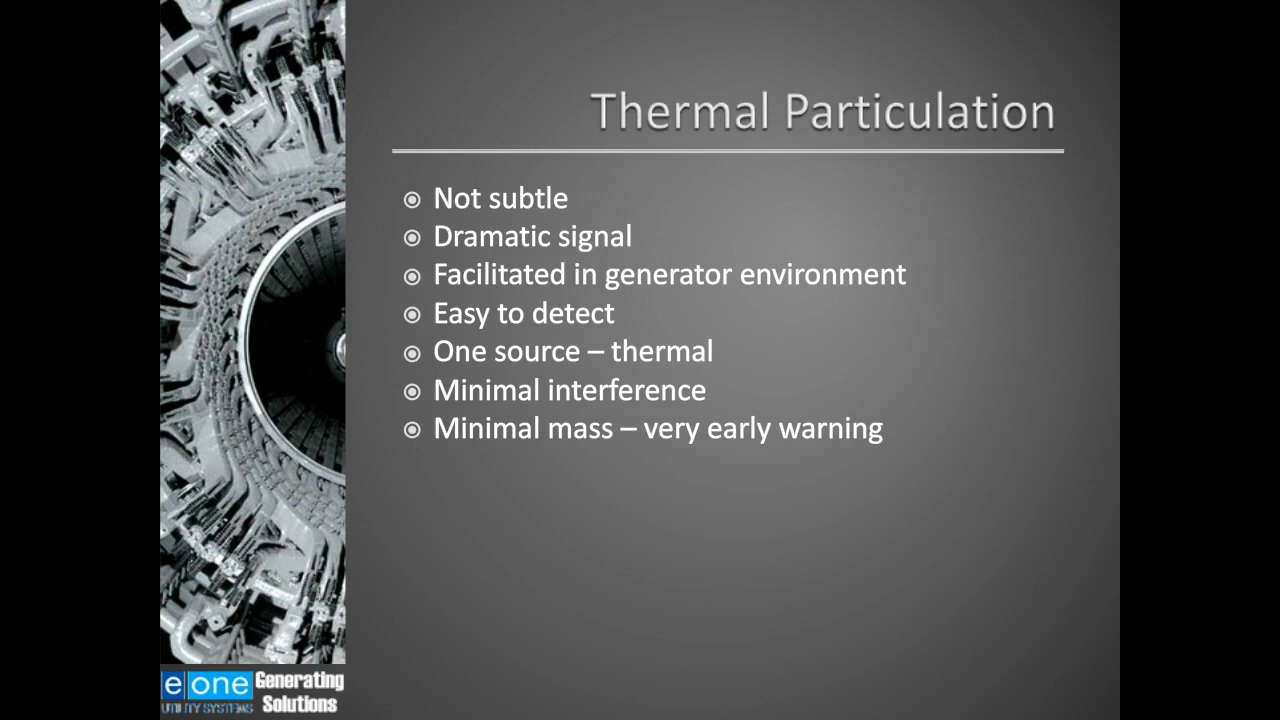 Thermal Particulation
Not subtle
Dramatic signal
Facilitated in generator environment
Easy to detect
One source – thermal
Minimal interference
Minimal mass – very early warning
e one Generating
UTILITY SYSTEMS Solutions